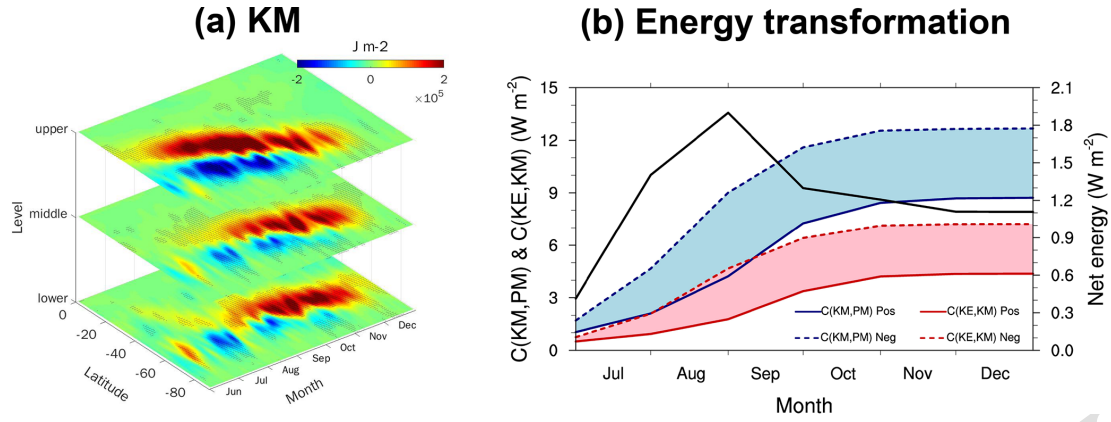 (a) KM
J m-2
-2 0 2
×10⁵
upper
middle
lower
Level
0
-20
-40
-60
-80
Latitude
Jun
Jul
Aug
Sep
Oct
Nov
Dec
Month
(b) Energy transformation
15
12
9
6
3
0
C(KM,PM) & C(KE,KM) (W m⁻²)
2.1
1.8
1.5
1.2
0.9
0.6
0.3
0.0
Net energy (W m⁻²)
C(KM,PM) Pos C(KE,KM) Pos
C(KM,PM) Neg C(KE,KM) Neg
Jul Aug Sep Oct Nov Dec
Month